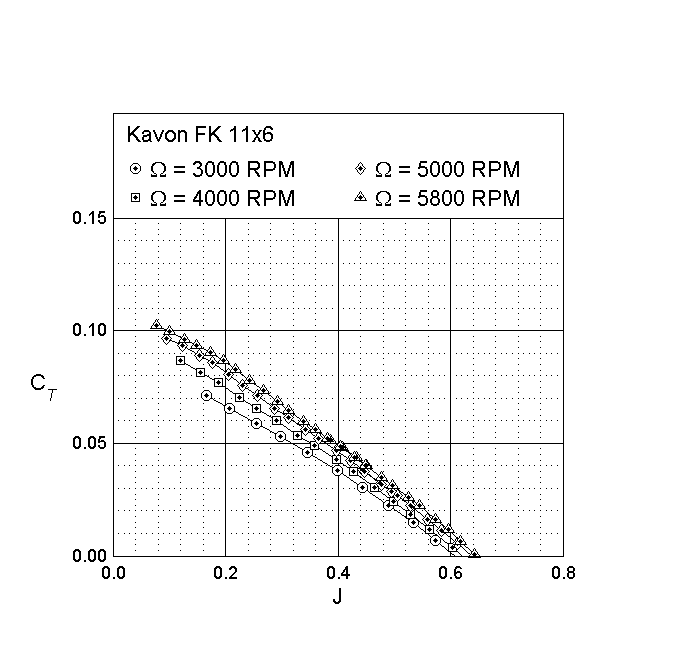 Kavon FK 11x6
Ω = 3000 RPM
Ω = 5000 RPM
Ω = 4000 RPM
Ω = 5800 RPM
0.15
0.10
C_T
0.05
0.00
0.0 0.2 0.4 0.6 0.8
J